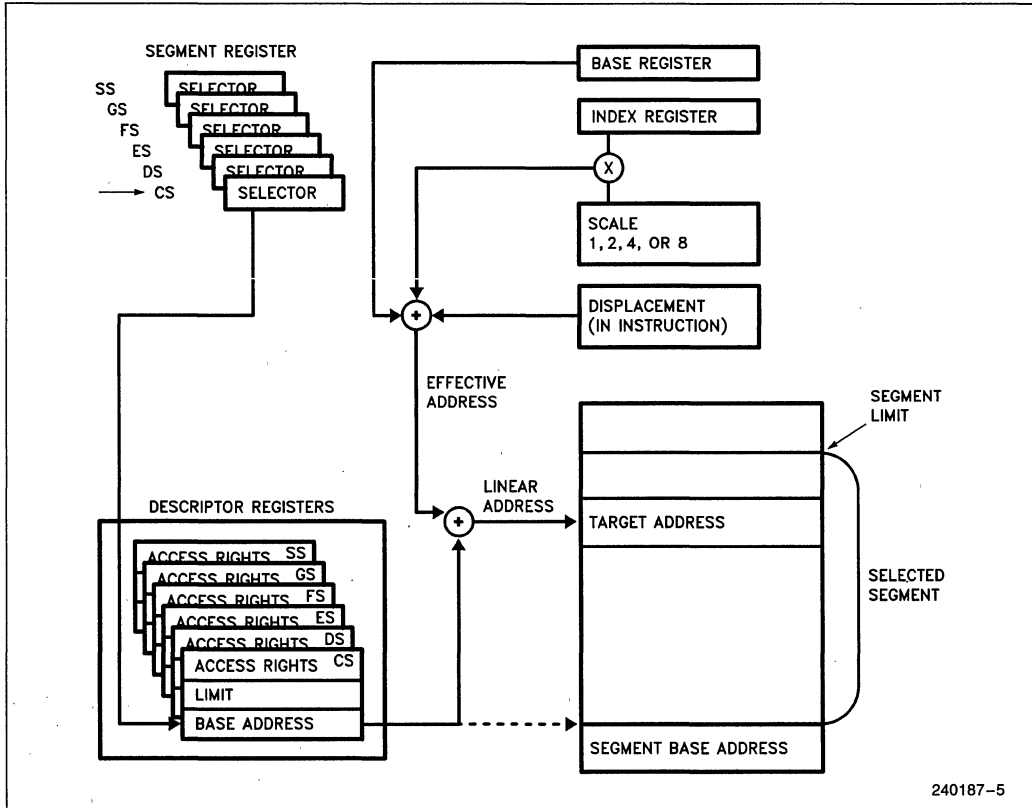 SEGMENT REGISTER
SS
GS
FS
ES
DS
CS
SELECTOR
SELECTOR
SELECTOR
SELECTOR
SELECTOR
SELECTOR
BASE REGISTER
INDEX REGISTER
X
SCALE
1, 2, 4, OR 8
DISPLACEMENT
(IN INSTRUCTION)
+
EFFECTIVE
ADDRESS
SEGMENT
LIMIT
LINEAR
ADDRESS
+
TARGET ADDRESS
SELECTED
SEGMENT
SEGMENT BASE ADDRESS
DESCRIPTOR REGISTERS
ACCESS RIGHTS SS
ACCESS RIGHTS GS
ACCESS RIGHTS FS
ACCESS RIGHTS ES
ACCESS RIGHTS DS
ACCESS RIGHTS CS
LIMIT
BASE ADDRESS
240187-5